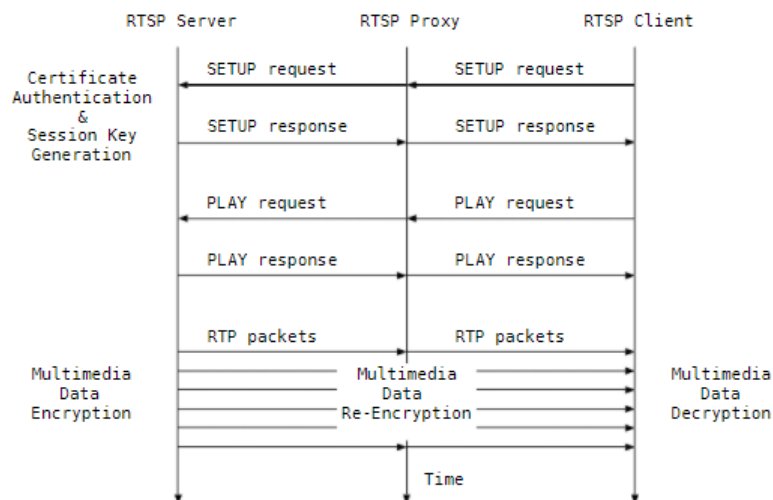 RTSP Server RTSP Proxy RTSP Client
SETUP request SETUP request
Certificate
Authentication
&
Session Key
Generation
SETUP response SETUP response
PLAY request PLAY request
PLAY response PLAY response
RTP packets RTP packets
Multimedia
Data
Encryption
Multimedia
Data
Re-Encryption
Multimedia
Data
Decryption
Time